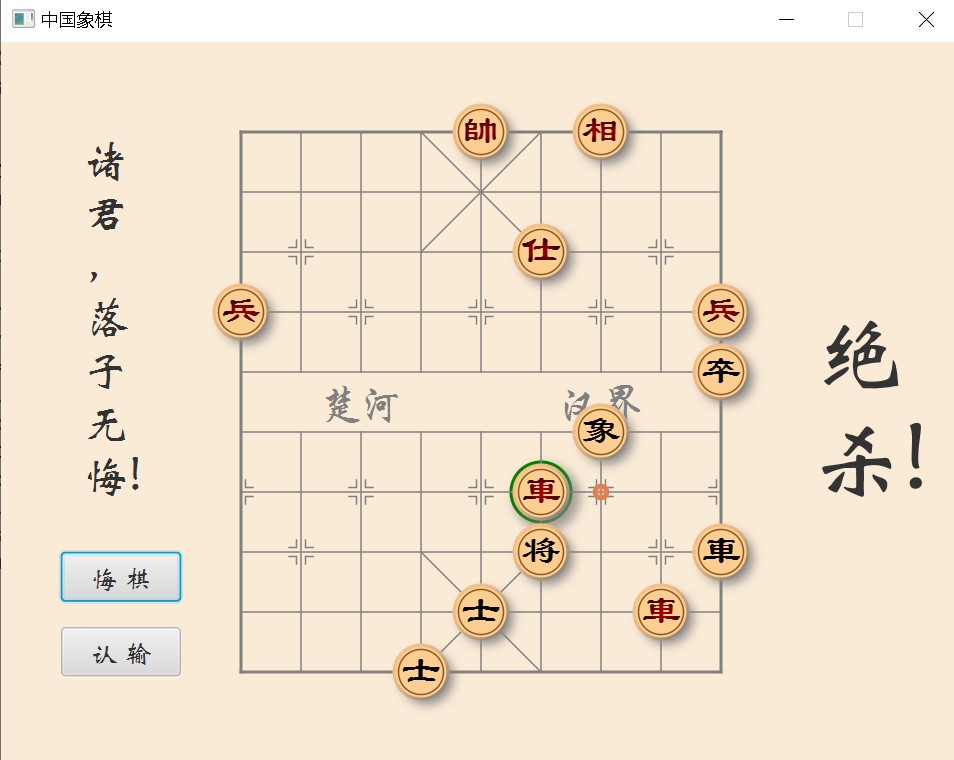 中国象棋
帥
相
仕
兵
兵
卒
楚河
汉界
象
車
将
車
士
車
士
诸君，落子无悔!
悔 棋
认 输
绝杀!